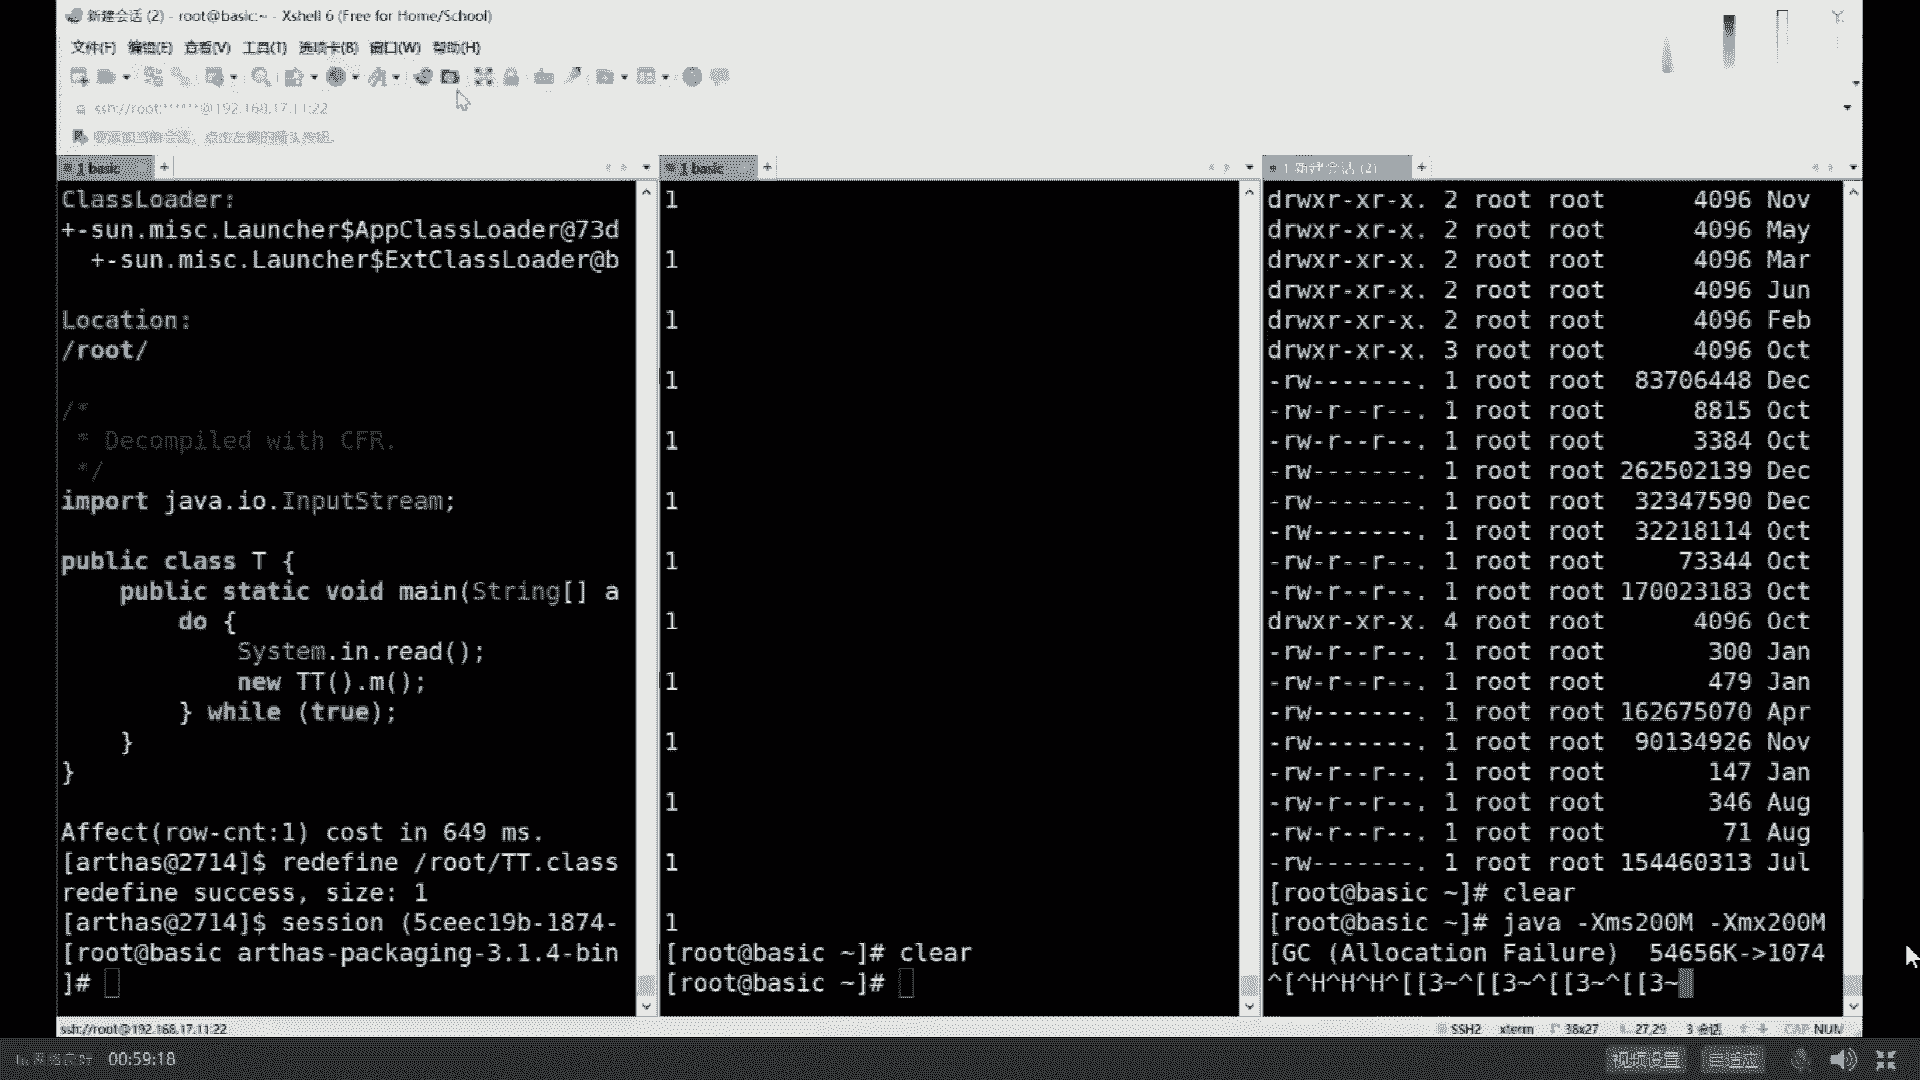 新建会话 (2) - root@basic:~ - Xshell 6 (Free for Home/School)
文件(F) 编辑(E) 查看(V) 工具(T) 选项卡(B) 窗口(W) 帮助(H)
ssh://root:******@192.168.17.11:22
1 basic
ClassLoader:
+-sun.misc.Launcher$AppClassLoader@73d
+-sun.misc.Launcher$ExtClassLoader@b
Location:
/root/
/*
* Decompiled with CFR.
*/
import java.io.InputStream;
public class T {
public static void main(String[] a
do {
System.in.read();
new TT().m();
} while (true);
}
}
Affect(row-cnt:1) cost in 649 ms.
[arthas@2714]$ redefine /root/TT.class
redefine success, size: 1
[arthas@2714]$ session (5ceec19b-1874-
[root@basic arthas-packaging-3.1.4-bin
]#
1 basic
1
1
1
1
1
1
1
1
1
1
1
1
1
[root@basic ~]# clear
[root@basic ~]#
1 新建会话 (2)
drwxr-xr-x. 2 root root 4096 Nov
drwxr-xr-x. 2 root root 4096 May
drwxr-xr-x. 2 root root 4096 Mar
drwxr-xr-x. 2 root root 4096 Jun
drwxr-xr-x. 2 root root 4096 Feb
drwxr-xr-x. 3 root root 4096 Oct
-rw-------. 1 root root 83706448 Dec
-rw-r--r--. 1 root root 8815 Oct
-rw-r--r--. 1 root root 3384 Oct
-rw-------. 1 root root 262502139 Dec
-rw-------. 1 root root 32347590 Dec
-rw-------. 1 root root 32218114 Oct
-rw-r--r--. 1 root root 73344 Oct
-rw-r--r--. 1 root root 170023183 Oct
drwxr-xr-x. 4 root root 4096 Oct
-rw-r--r--. 1 root root 300 Jan
-rw-r--r--. 1 root root 479 Jan
-rw-------. 1 root root 162675070 Apr
-rw-------. 1 root root 90134926 Nov
-rw-r--r--. 1 root root 147 Jan
-rw-r--r--. 1 root root 346 Aug
-rw-r--r--. 1 root root 71 Aug
-rw-------. 1 root root 154460313 Jul
[root@basic ~]# clear
[root@basic ~]# java -Xms200M -Xmx200M
[GC (Allocation Failure)  54656K->1074
^[^H^H^H^[[3~^[[3~^[[3~^[[3~
ssh://root@192.168.17.11:22
SSH2 xterm 38x27 27,29 3 会话 CAP NUM
00:59:18 视频设置 自适应